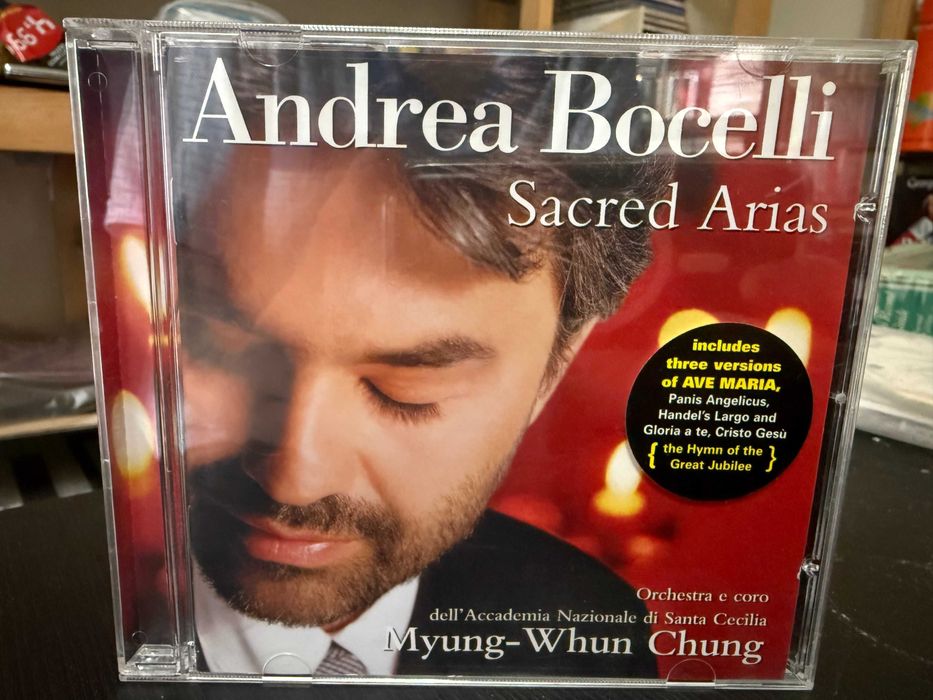 Andrea Bocelli
Sacred Arias
includes
three versions
of AVE MARIA,
Panis Angelicus,
Handel's Largo and
Gloria a te, Cristo Gesù
{ the Hymn of the
Great Jubilee }
Orchestra e coro
dell'Accademia Nazionale di Santa Cecilia
Myung-Whun Chung